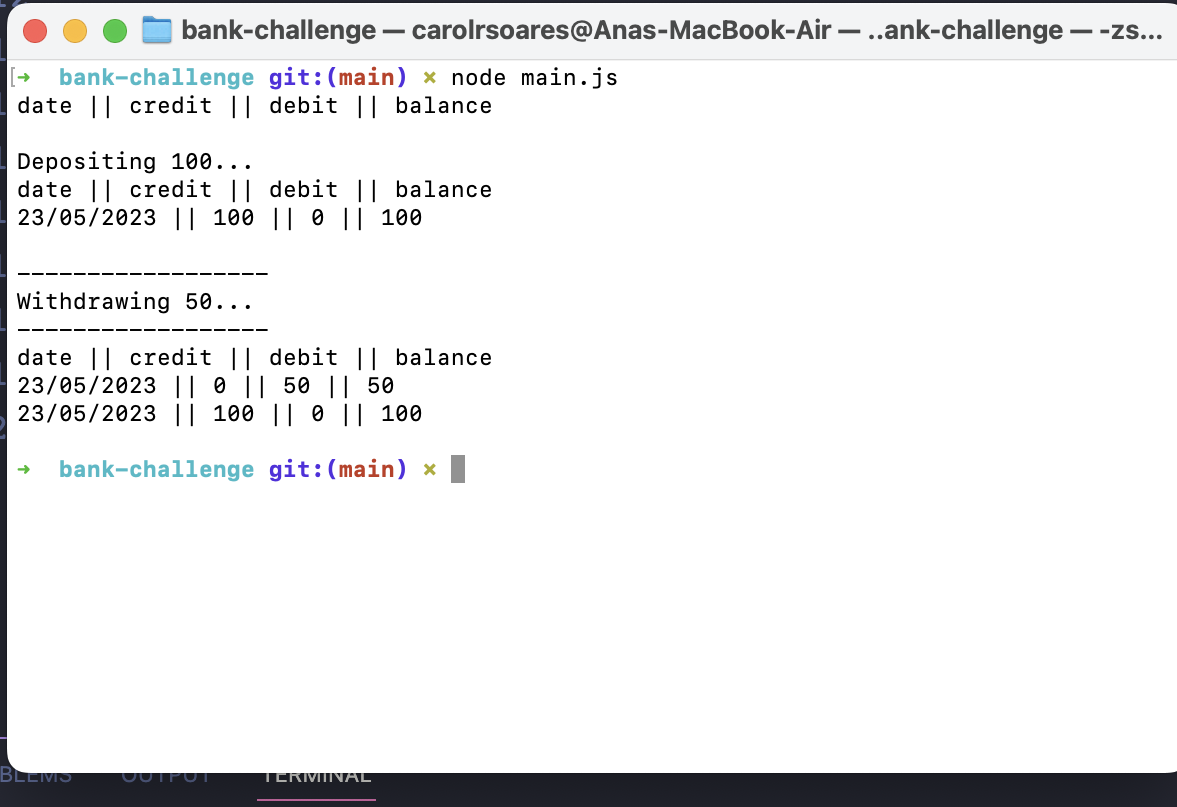 bank-challenge — carolrsoares@Anas-MacBook-Air — ..ank-challenge — -zs...
[➜  bank-challenge git:(main) × node main.js
date || credit || debit || balance
Depositing 100...
date || credit || debit || balance
23/05/2023 || 100 || 0 || 100
------------------
Withdrawing 50...
------------------
date || credit || debit || balance
23/05/2023 || 0 || 50 || 50
23/05/2023 || 100 || 0 || 100
➜  bank-challenge git:(main) ×
OUTPUT TERMINAL